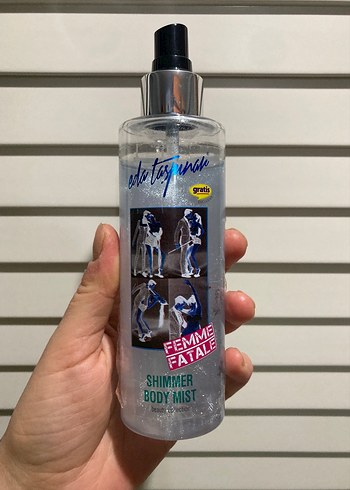 eda taşpınar
gratis
FEMME
FATALE
SHIMMER
BODY MIST